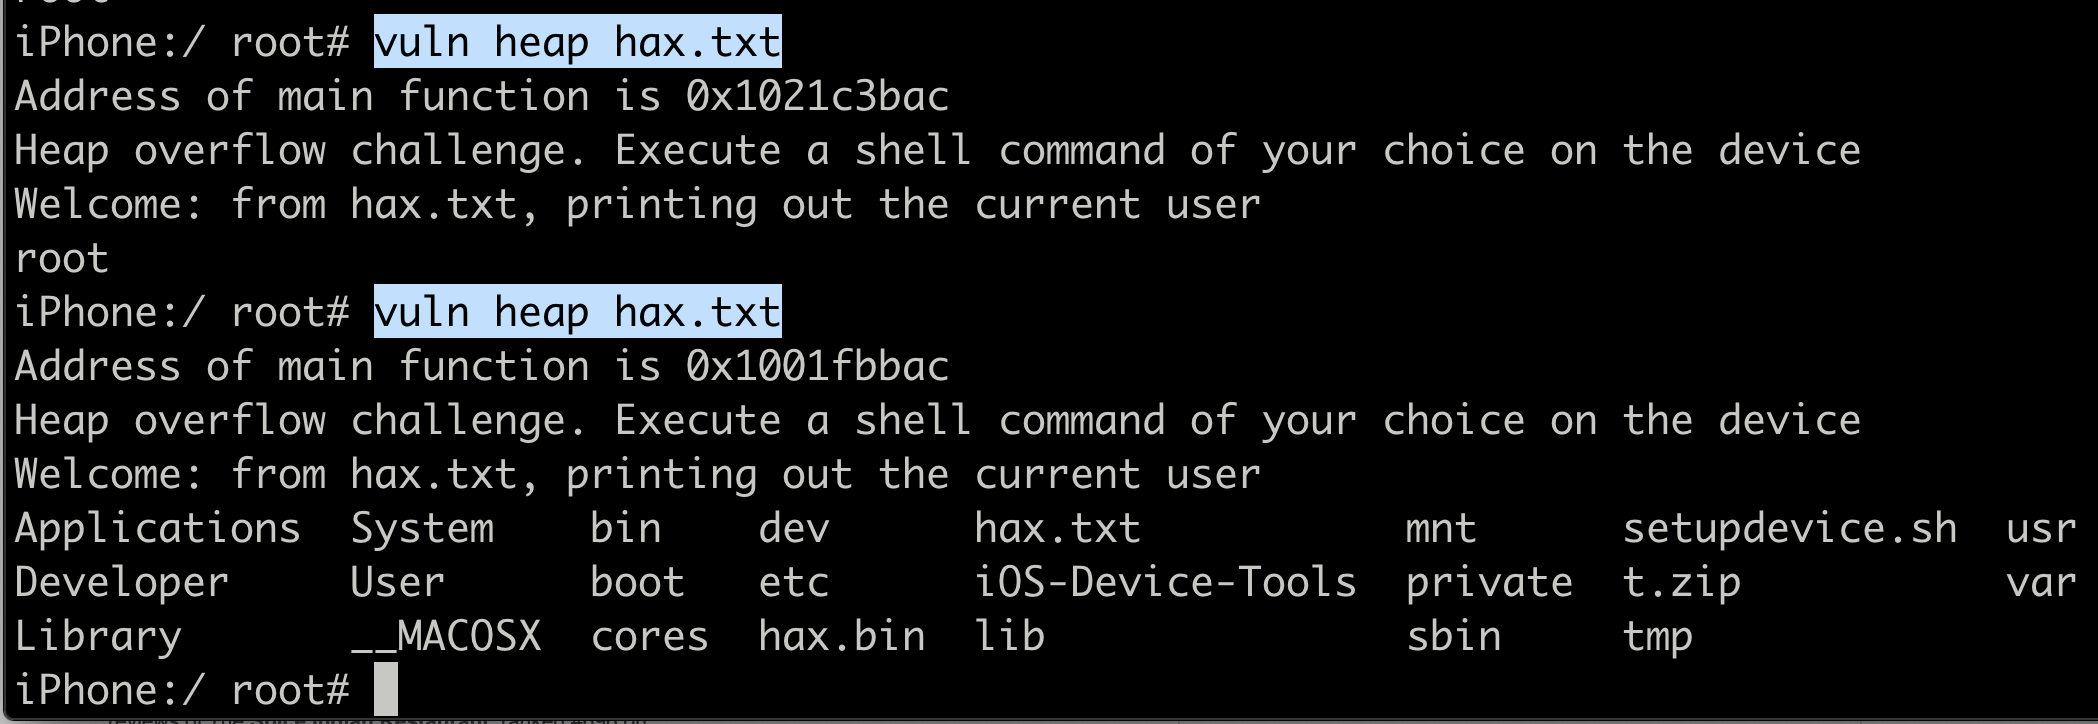 root
iPhone:/ root# vuln heap hax.txt
Address of main function is 0x1021c3bac
Heap overflow challenge. Execute a shell command of your choice on the device
Welcome: from hax.txt, printing out the current user
root
iPhone:/ root# vuln heap hax.txt
Address of main function is 0x1001fbbac
Heap overflow challenge. Execute a shell command of your choice on the device
Welcome: from hax.txt, printing out the current user
Applications System bin dev hax.txt mnt setupdevice.sh usr
Developer User boot etc iOS-Device-Tools private t.zip var
Library __MACOSX cores hax.bin lib sbin tmp
iPhone:/ root#